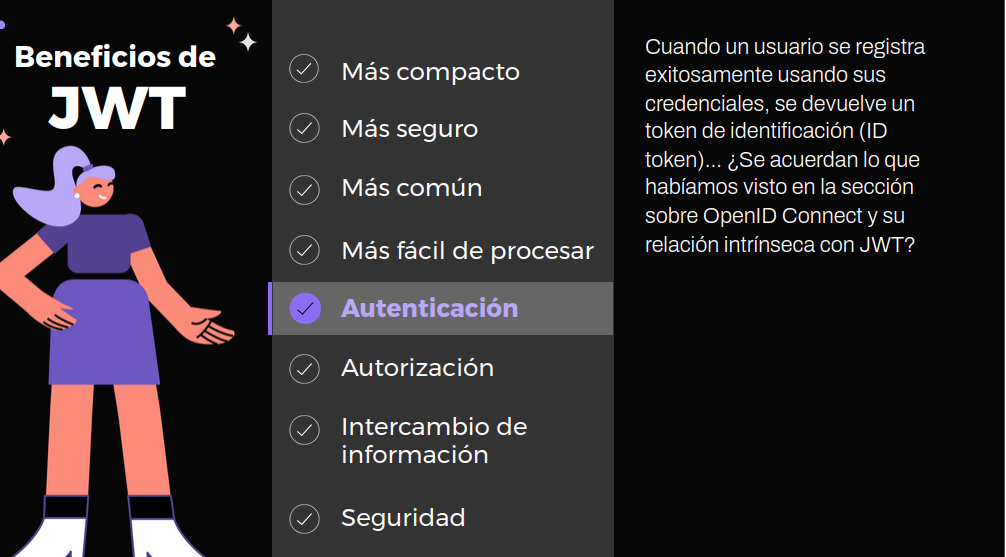 Beneficios de
JWT
Más compacto
Más seguro
Más común
Más fácil de procesar
Autenticación
Autorización
Intercambio de
información
Seguridad
Cuando un usuario se registra
exitosamente usando sus
credenciales, se devuelve un
token de identificación (ID
token)... ¿Se acuerdan lo que
habíamos visto en la sección
sobre OpenID Connect y su
relación intrínseca con JWT?